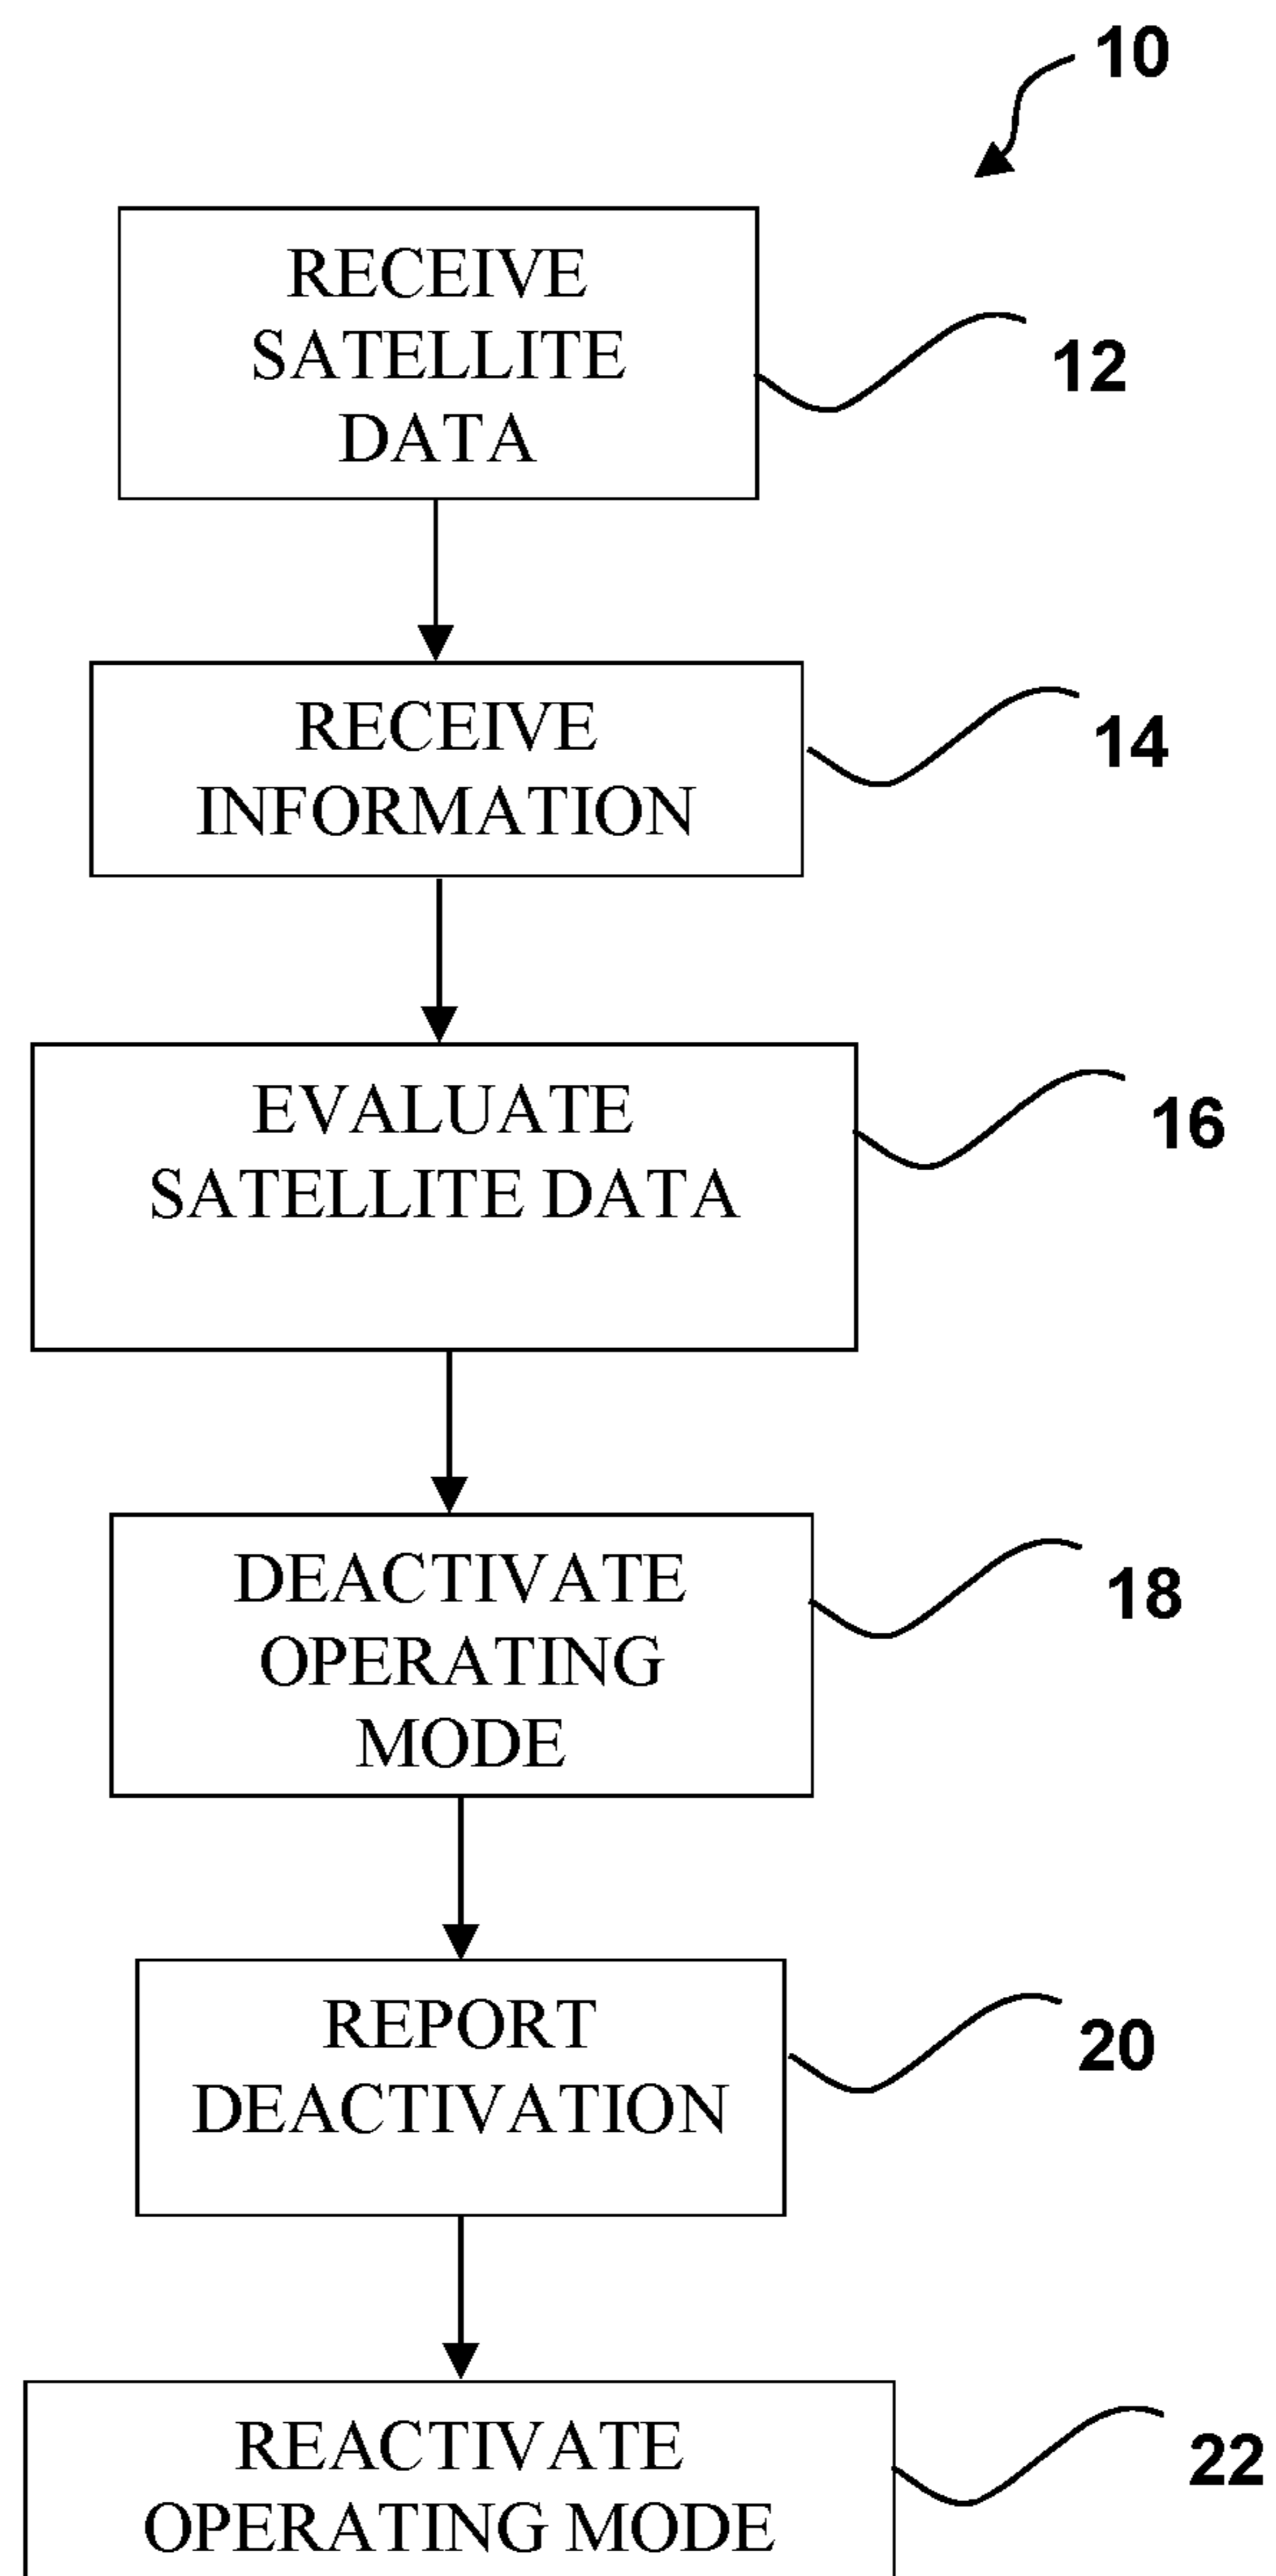 10
RECEIVE
SATELLITE
DATA
12
RECEIVE
INFORMATION
14
EVALUATE
SATELLITE DATA
16
DEACTIVATE
OPERATING
MODE
18
REPORT
DEACTIVATION
20
REACTIVATE
OPERATING MODE
22